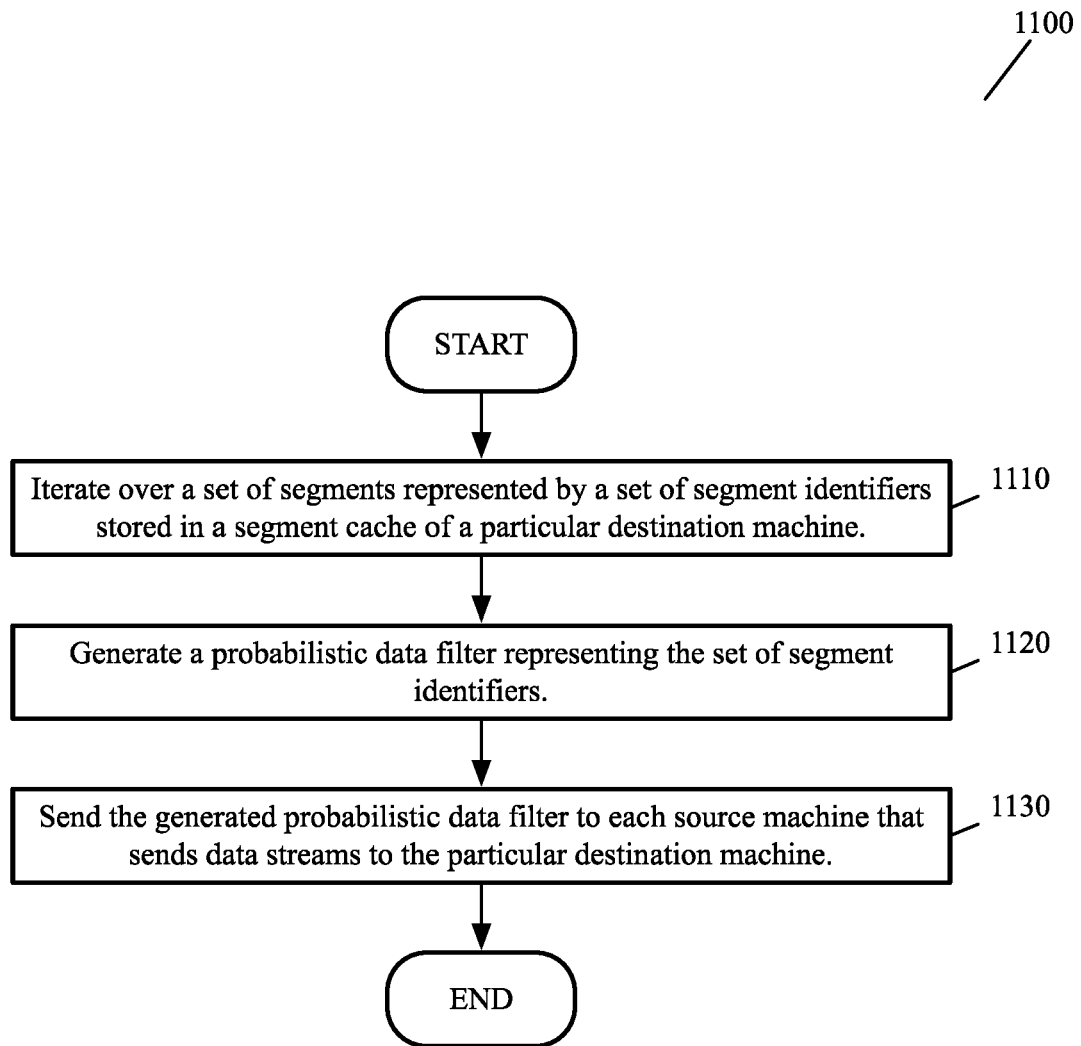 1100
START
Iterate over a set of segments represented by a set of segment identifiers
stored in a segment cache of a particular destination machine.
1110
Generate a probabilistic data filter representing the set of segment
identifiers.
1120
Send the generated probabilistic data filter to each source machine that
sends data streams to the particular destination machine.
1130
END